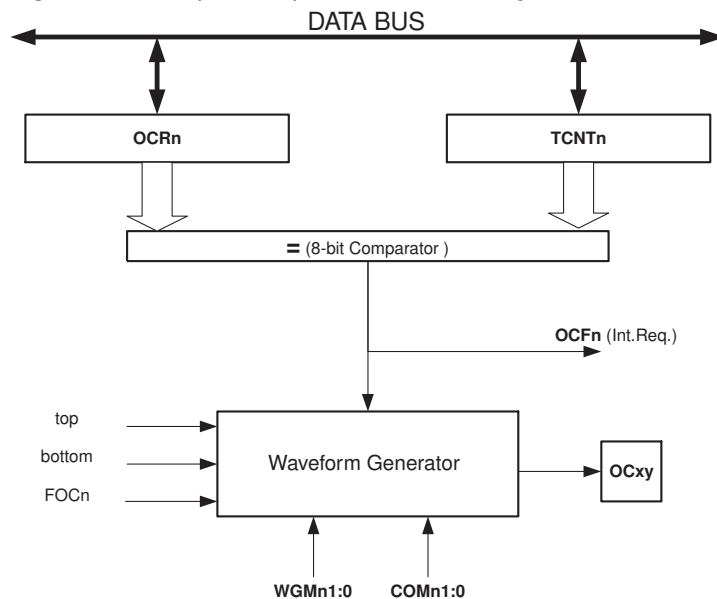 DATA BUS
OCRn
TCNTn
= (8-bit Comparator )
OCFn (Int.Req.)
top
bottom
FOCn
Waveform Generator
OCxy
WGMn1:0
COMn1:0